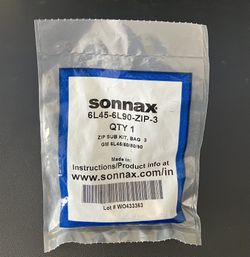 sonnax
6L45-6L90-ZIP-3
QTY 1
ZIP SUB KIT, BAG 3
GM 6L45/50/80/90
Made in:
Instructions/Product info at
www.sonnax.com/in
Lot # WO433363